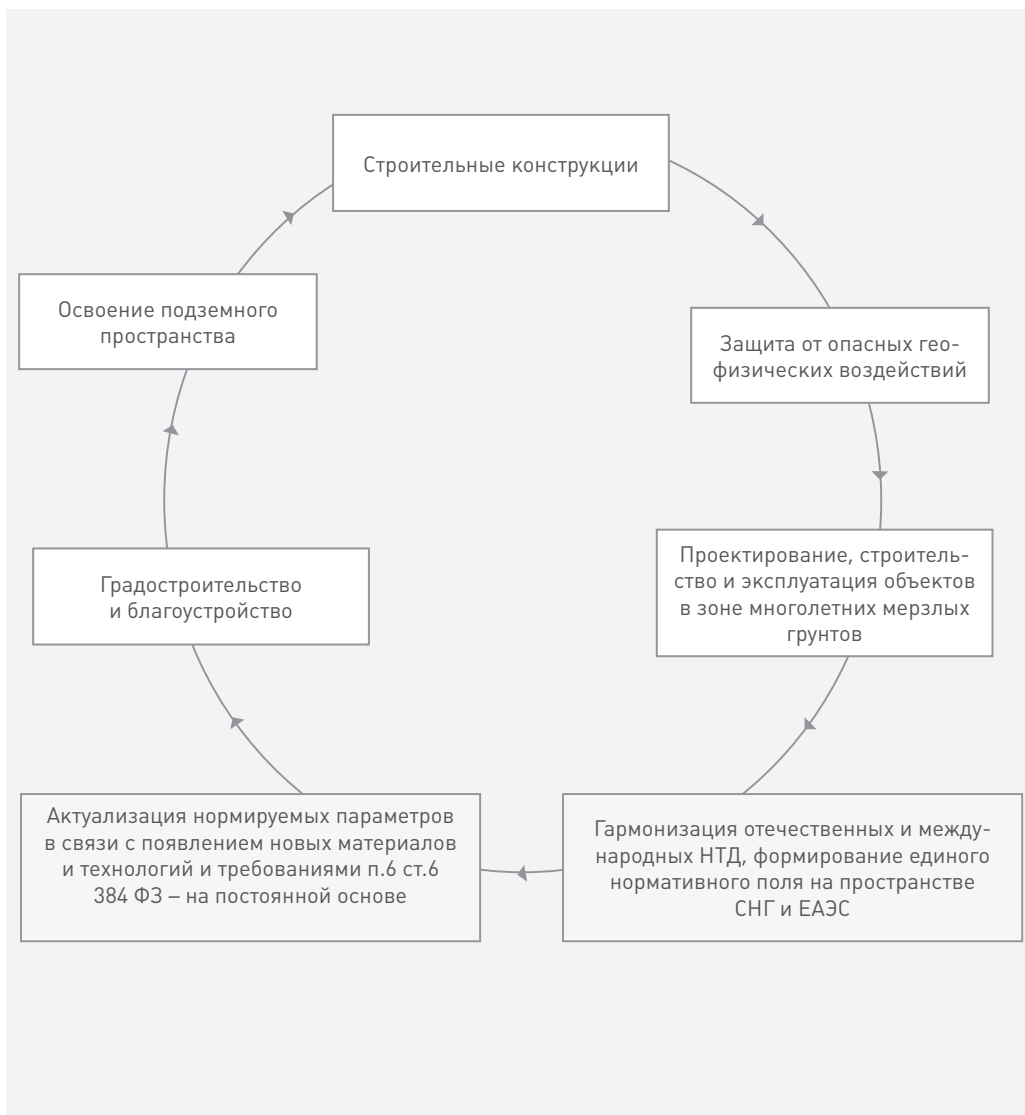 Строительные конструкции
Освоение подземного
пространства
Защита от опасных гео-
физических воздействий
Проектирование, строитель-
ство и эксплуатация объектов
в зоне многолетних мерзлых
грунтов
Градостроительство
и благоустройство
Актуализация нормируемых параметров
в связи с появлением новых материалов
и технологий и требованиями п.6 ст.6
384 ФЗ – на постоянной основе
Гармонизация отечественных и между-
народных НТД, формирование единого
нормативного поля на пространстве
СНГ и ЕАЭС